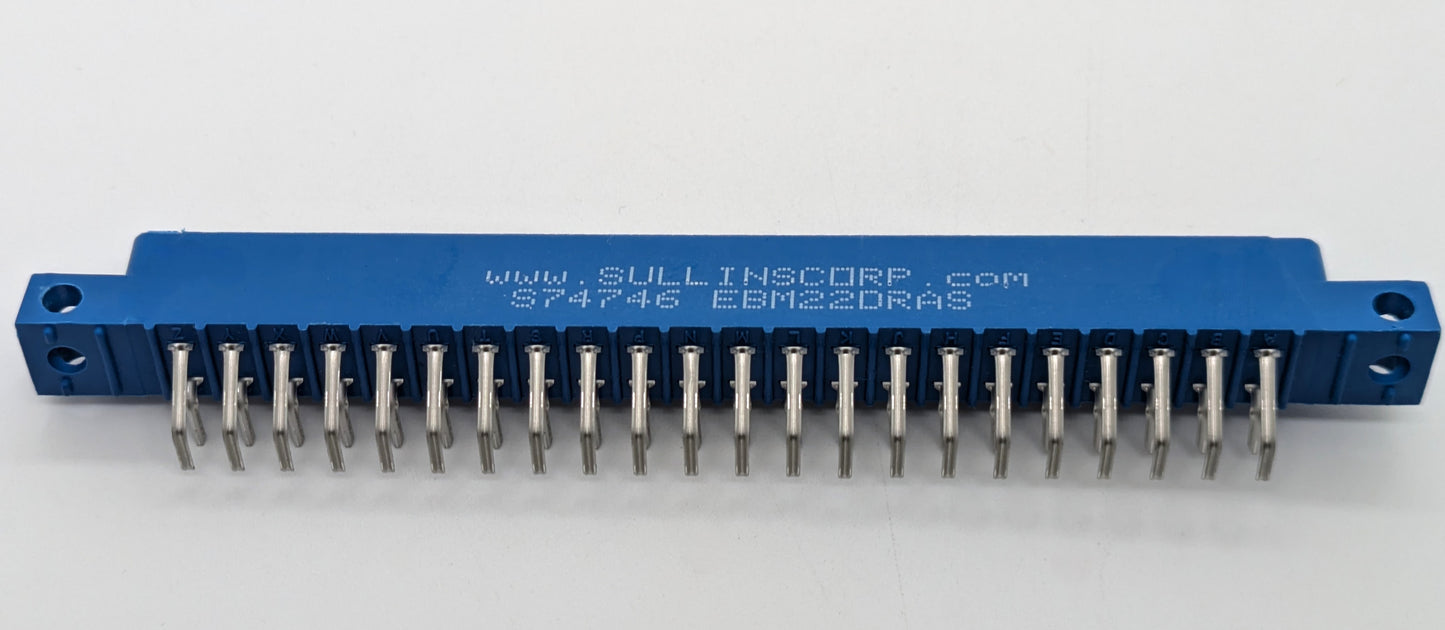 www.SULLINSCORP.com
S74746 EBM22DRAS
Z Y X W V U T S R P N M L K J H F E D C B A